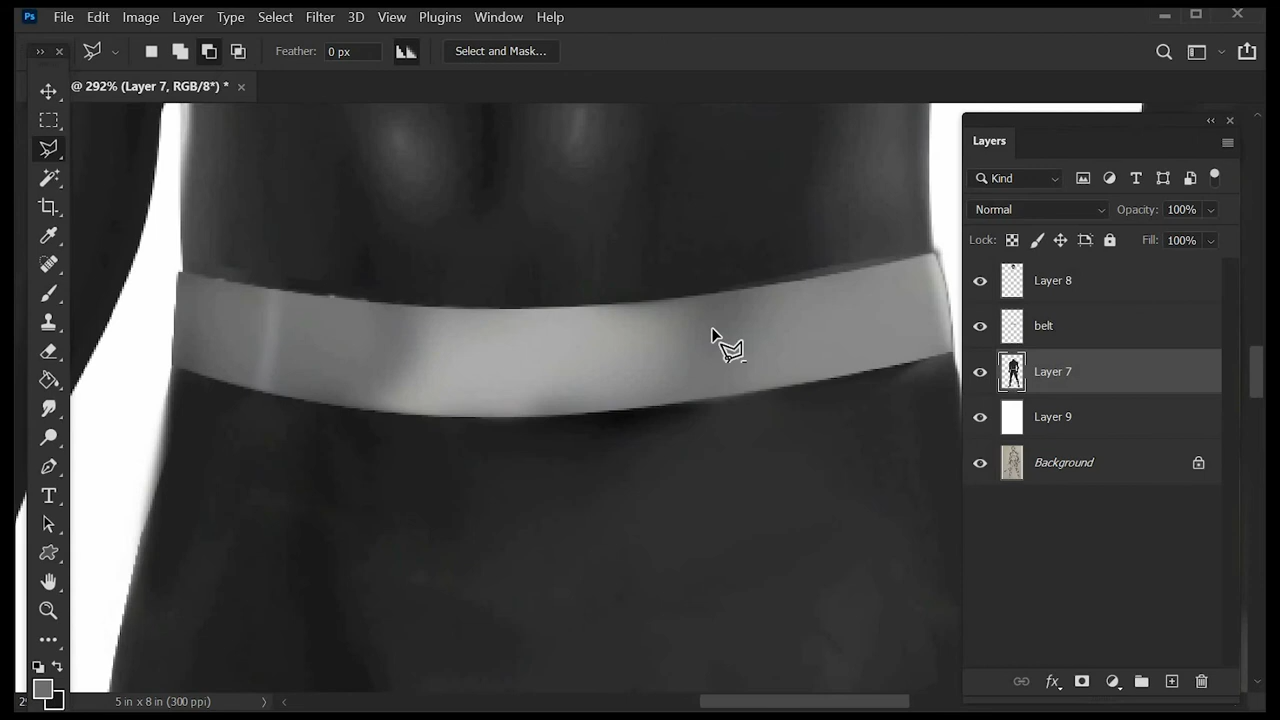 Ps File Edit Image Layer Type Select Filter 3D View Plugins Window Help
Feather: 0 px Select and Mask...
@ 292% (Layer 7, RGB/8*) *
Layers
Kind
Normal Opacity: 100%
Lock: Fill: 100%
Layer 8
belt
Layer 7
Layer 9
Background
5 in x 8 in (300 ppi)